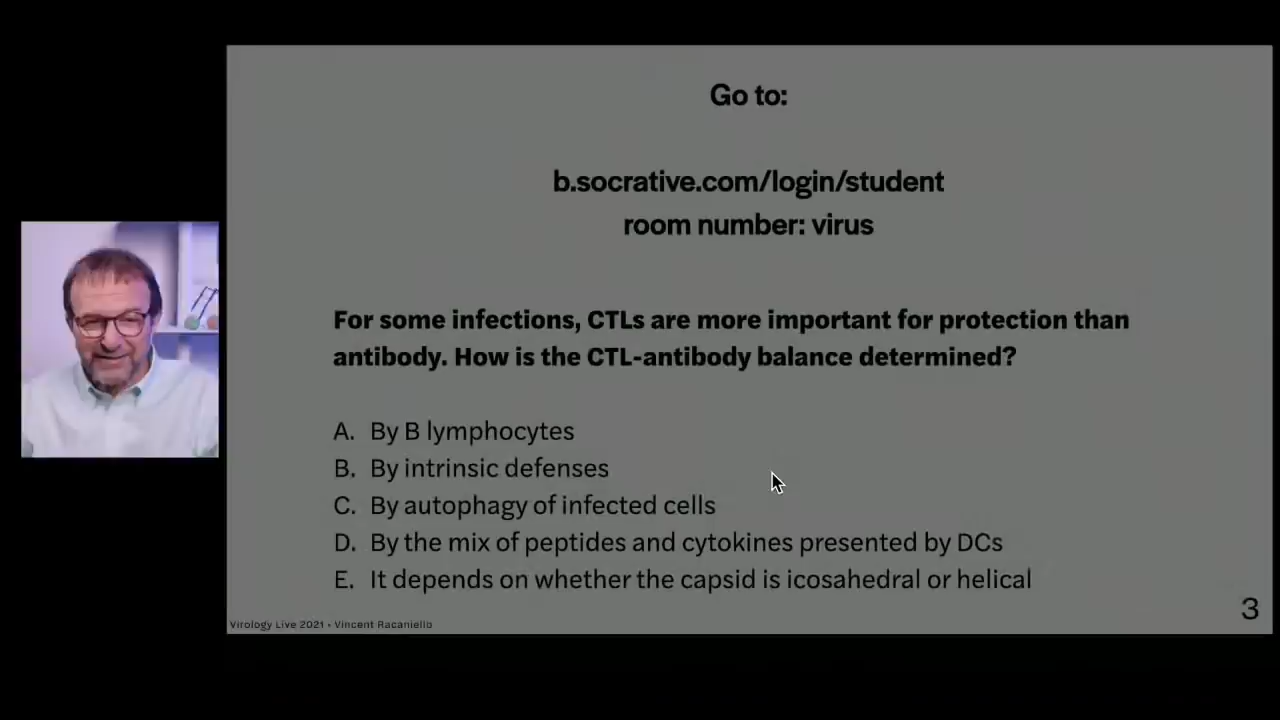 Go to:
b.socrative.com/login/student
room number: virus
For some infections, CTLs are more important for protection than
antibody. How is the CTL-antibody balance determined?
A. By B lymphocytes
B. By intrinsic defenses
C. By autophagy of infected cells
D. By the mix of peptides and cytokines presented by DCs
E. It depends on whether the capsid is icosahedral or helical
3
Virology Live 2021 • Vincent Racaniello